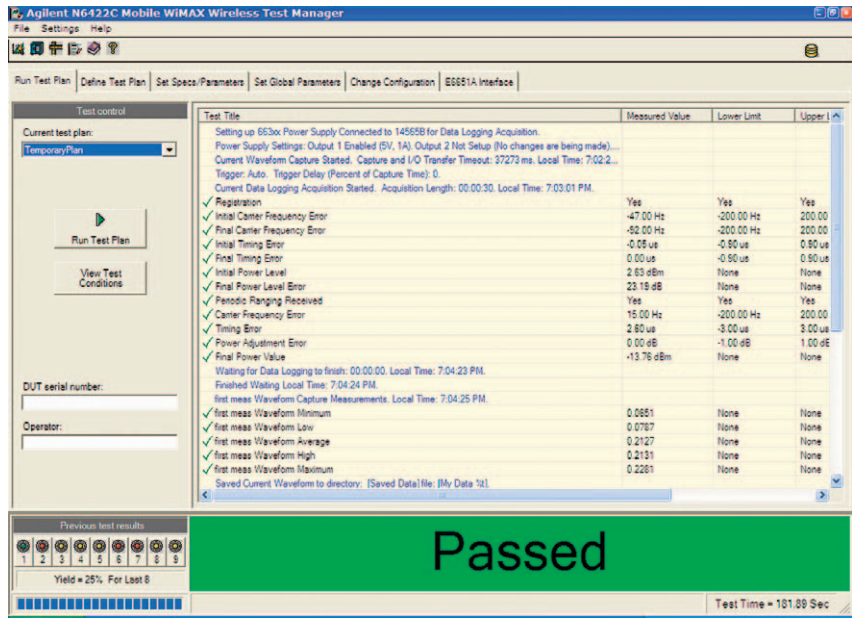 Agilent N6422C Mobile WiMAX Wireless Test Manager
File Settings Help
Run Test Plan Define Test Plan Set Specs/Parameters Set Global Parameters Change Configuration E6651A Interface
Test control
Current test plan:
TemporaryPlan
Run Test Plan
View Test
Conditions
DUT serial number:
Operator:
Test Title Measured Value Lower Limit Upper L
Setting up 663xx Power Supply Connected to 14565B for Data Logging Acquisition.
Power Supply Settings: Output 1 Enabled (5V, 1A). Output 2 Not Setup (No changes are being made)....
Current Waveform Capture Started. Capture and I/O Transfer Timeout: 37273 ms. Local Time: 7:02:2...
Trigger: Auto. Trigger Delay (Percent of Capture Time): 0.
Current Data Logging Acquisition Started. Acquisition Length: 00:00:30. Local Time: 7:03:01 PM.
Registration Yes Yes Yes
Initial Carrier Frequency Error -47.00 Hz -200.00 Hz 200.00
Final Carrier Frequency Error -52.00 Hz -200.00 Hz 200.00
Initial Timing Error -0.05 us -0.90 us 0.90 us
Final Timing Error 0.00 us -0.90 us 0.90 us
Initial Power Level 2.63 dBm None None
Final Power Level Error 23.19 dB None None
Periodic Ranging Received Yes Yes Yes
Carrier Frequency Error 15.00 Hz -200.00 Hz 200.00
Timing Error 2.60 us -3.00 us 3.00 us
Power Adjustment Error 0.00 dB -1.00 dB 1.00 dE
Final Power Value -13.76 dBm None None
Waiting for Data Logging to finish: 00:00:00. Local Time: 7:04:23 PM.
Finished Waiting Local Time: 7:04:24 PM.
first meas Waveform Capture Measurements. Local Time: 7:04:25 PM.
first meas Waveform Minimum 0.0651 None None
first meas Waveform Low 0.0787 None None
first meas Waveform Average 0.2127 None None
first meas Waveform High 0.2131 None None
first meas Waveform Maximum 0.2281 None None
Saved Current Waveform to directory: [Saved Data] file: [My Data
Previous test results
1 2 3 4 5 6 7 8 9
Yield = 25% For Last 8
Passed
Test Time = 181.89 Sec